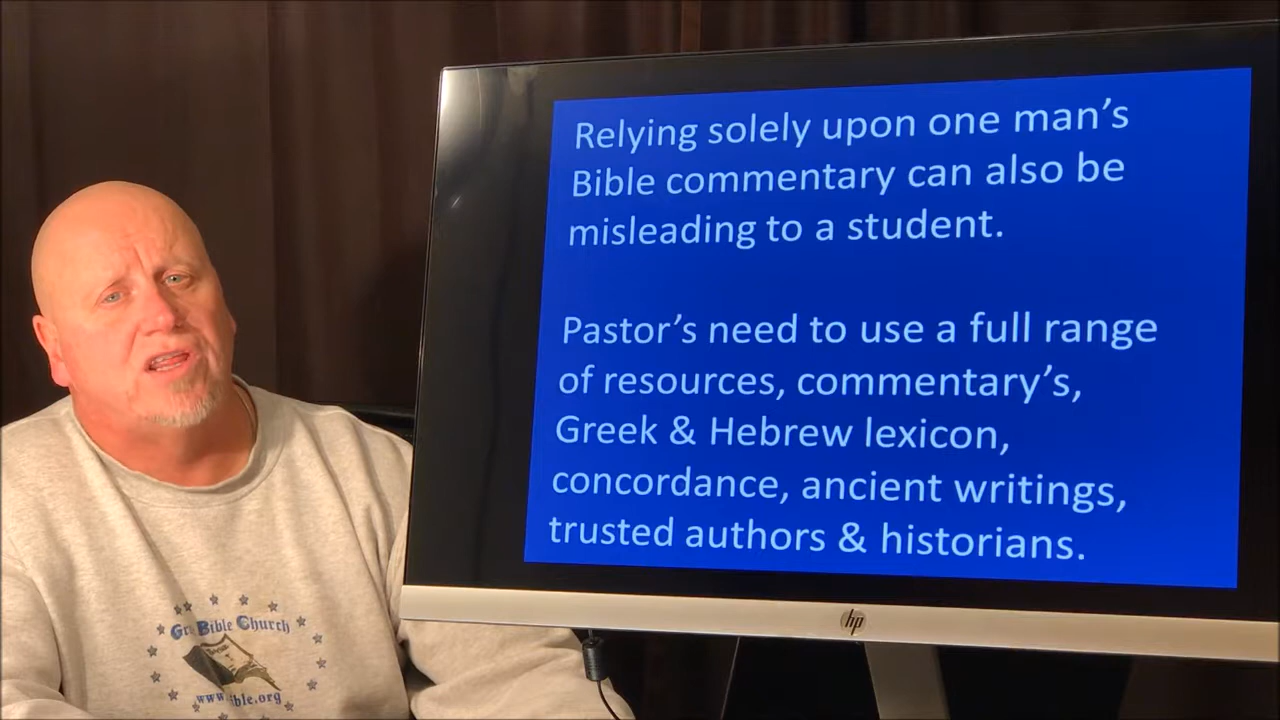 Relying solely upon one man's
Bible commentary can also be
misleading to a student.
Pastor's need to use a full range
of resources, commentary's,
Greek & Hebrew lexicon,
concordance, ancient writings,
trusted authors & historians.
hp
Bible Church